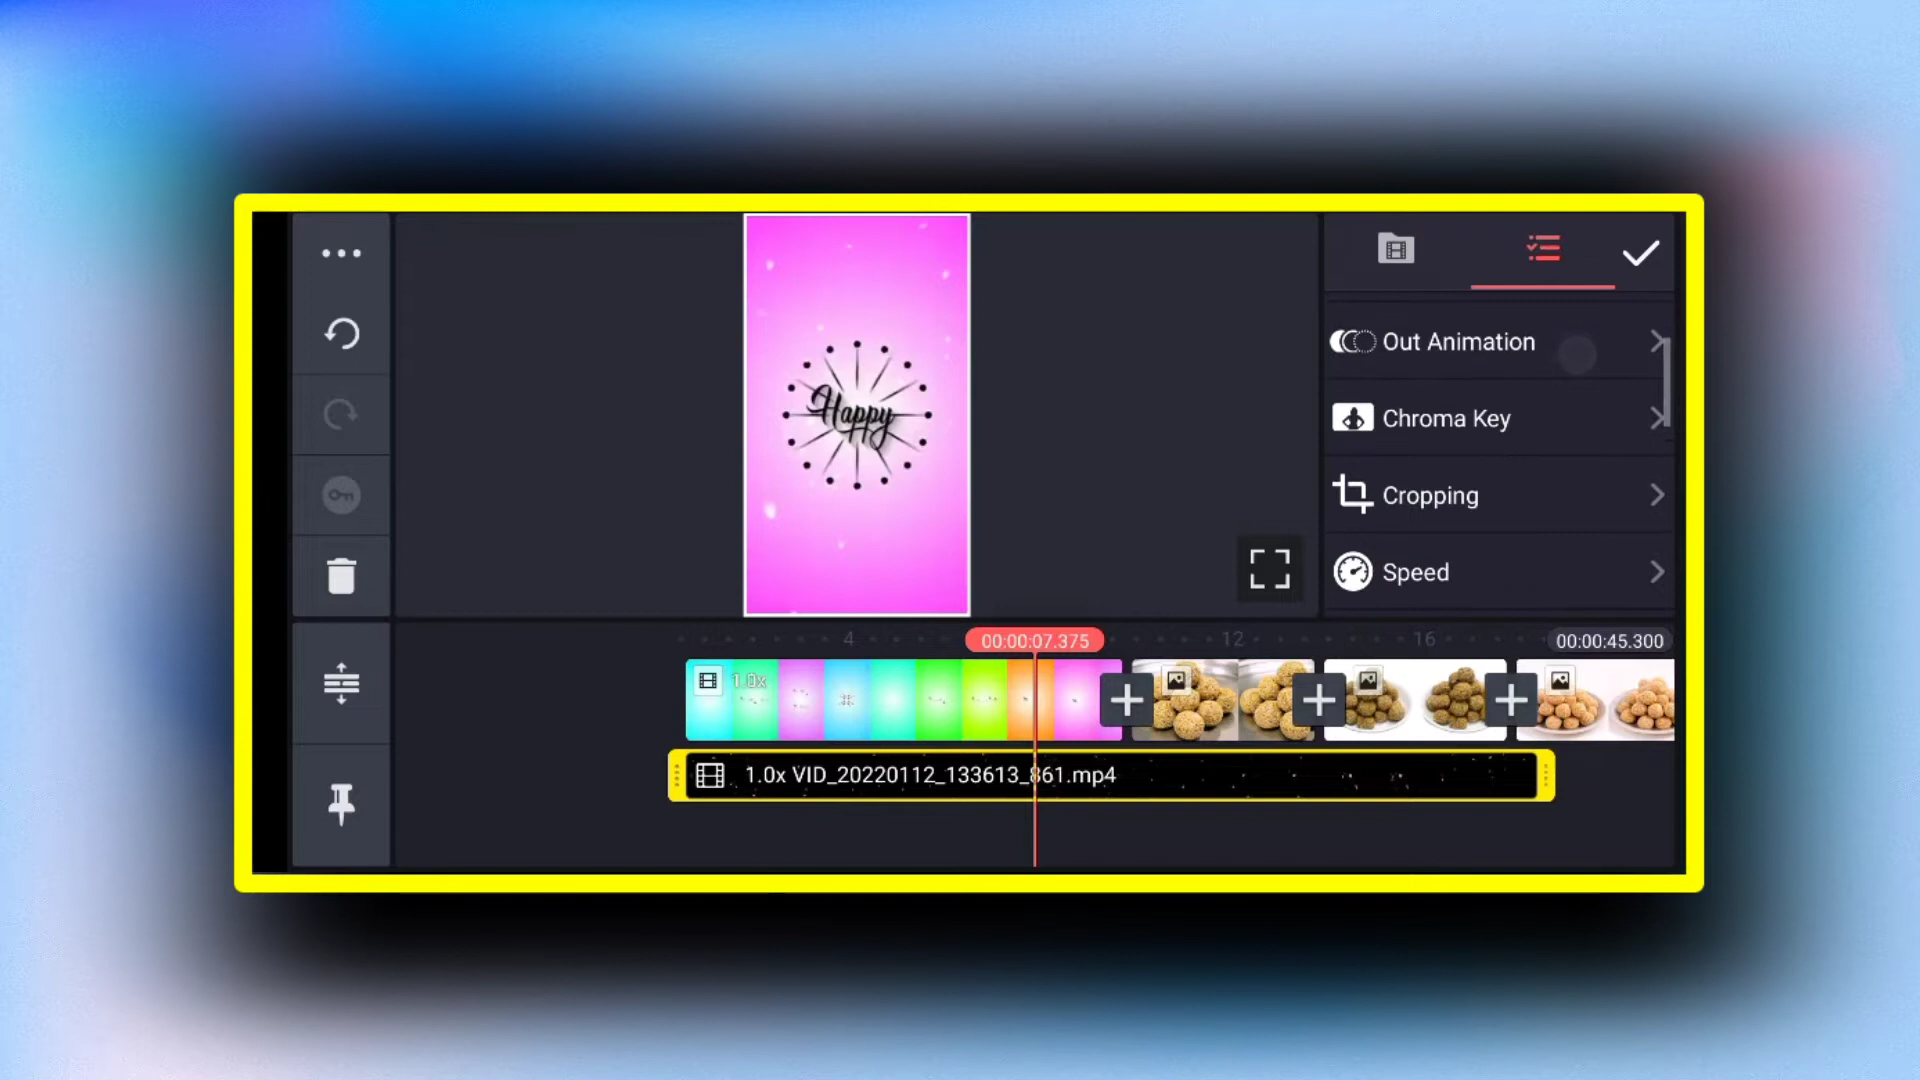 Happy
Out Animation
Chroma Key
Cropping
Speed
4
00:00:07.375
12
16
00:00:45.300
1.0x
1.0x VID_20220112_133613_861.mp4